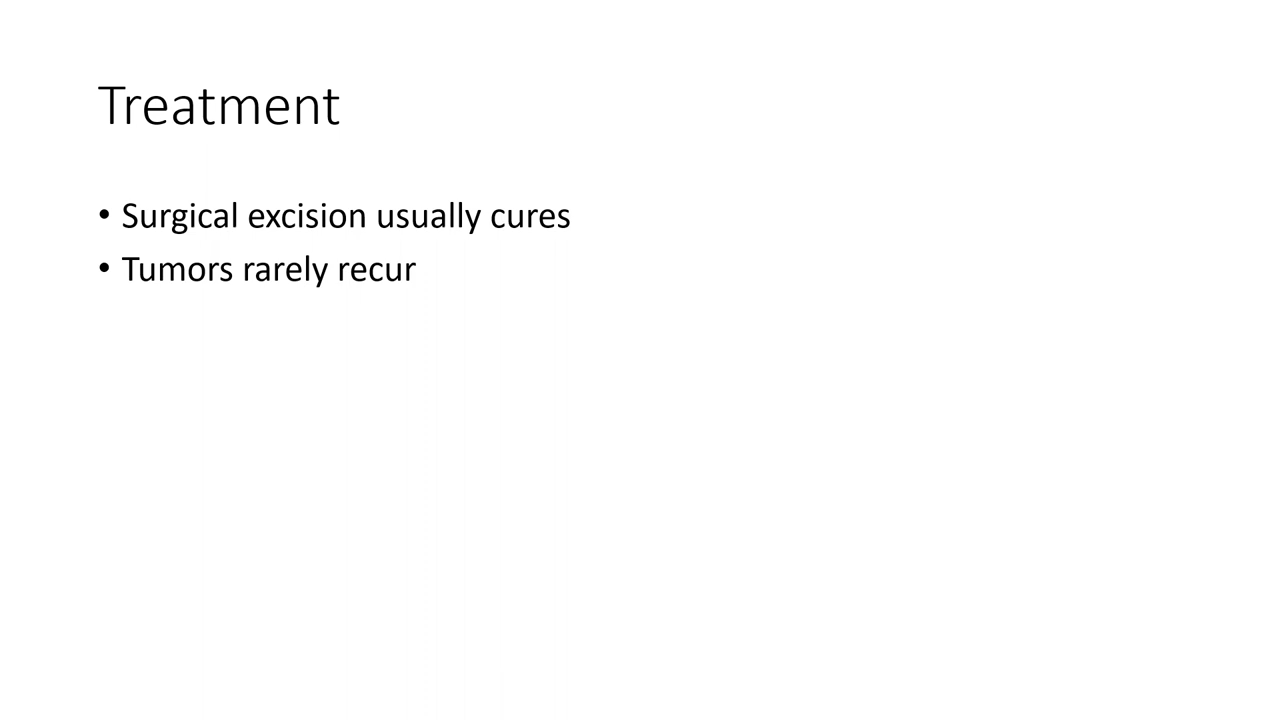 Treatment
• Surgical excision usually cures
• Tumors rarely recur